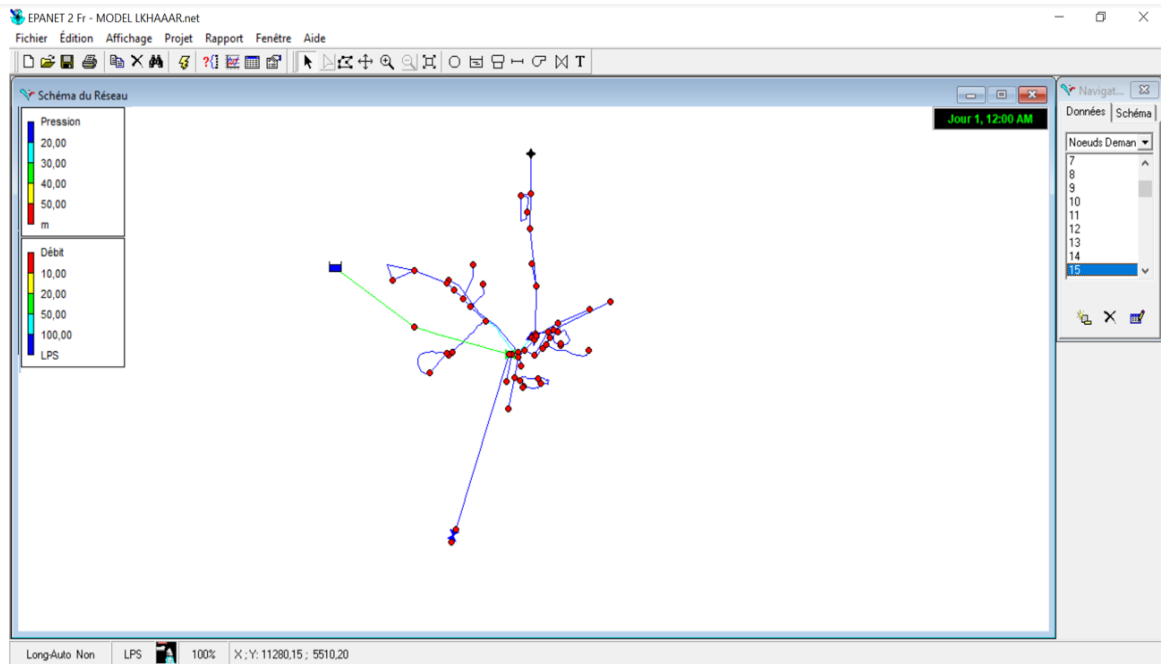 EPANET 2 Fr - MODEL LKHAAAR.net
Fichier Édition Affichage Projet Rapport Fenêtre Aide
T
Schéma du Réseau
Jour 1, 12:00 AM
Pression
20,00
30,00
40,00
50,00
m
Débit
10,00
20,00
50,00
100,00
LPS
Navigat...
Données Schéma
Noeuds Deman
7
8
9
10
11
12
13
14
15
Long-Auto Non LPS 100% X ; Y: 11280,15 ; 5510,20